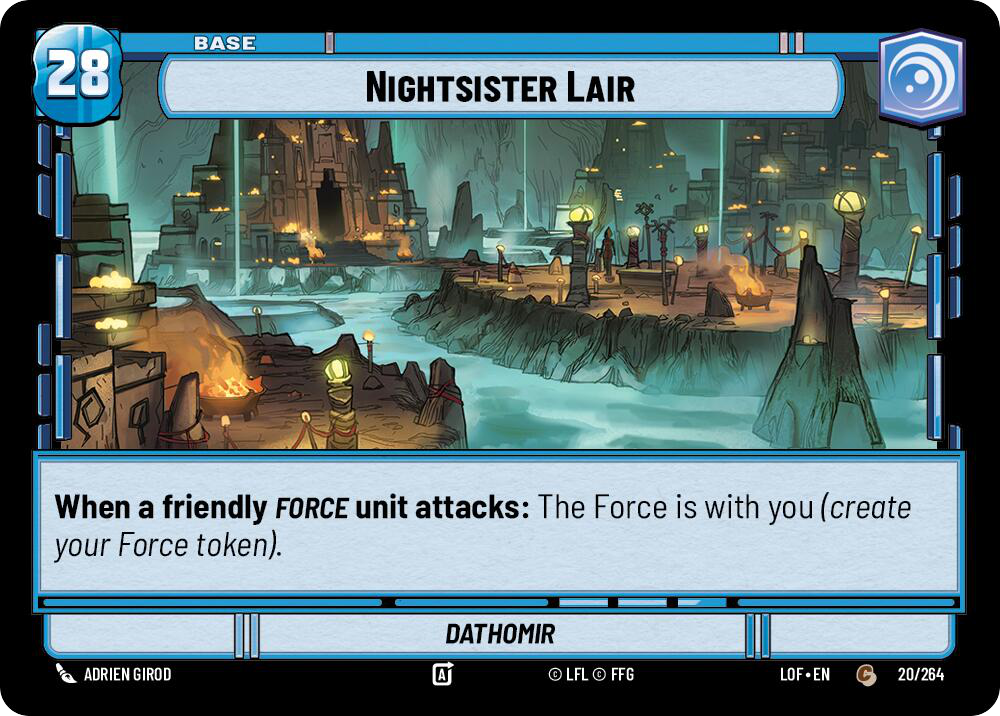 BASE
28
NIGHTSISTER LAIR
When a friendly FORCE unit attacks: The Force is with you (create
your Force token).
DATHOMIR
ADRIEN GIROD
A
© LFL © FFG
LOF • EN
C
20/264